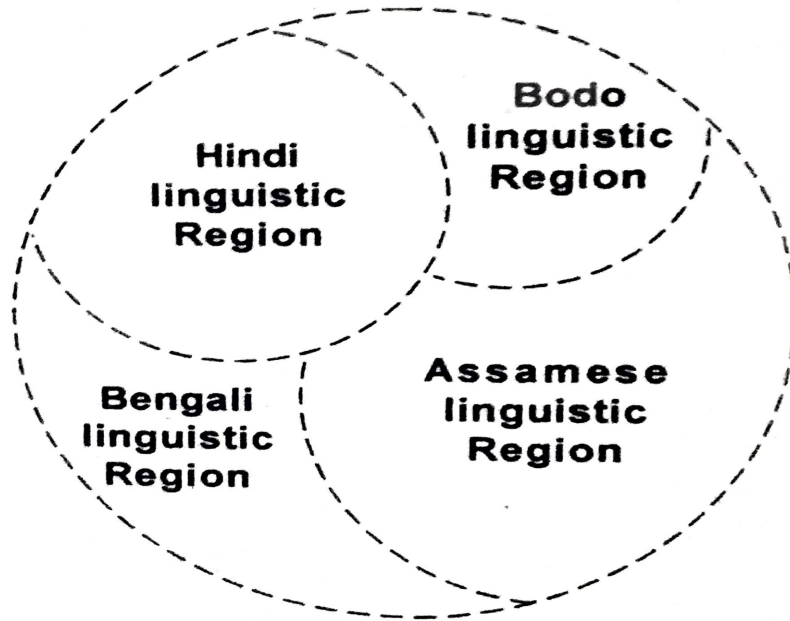 Hindi
linguistic
Region
Bodo
linguistic
Region
Bengali
linguistic
Region
Assamese
linguistic
Region